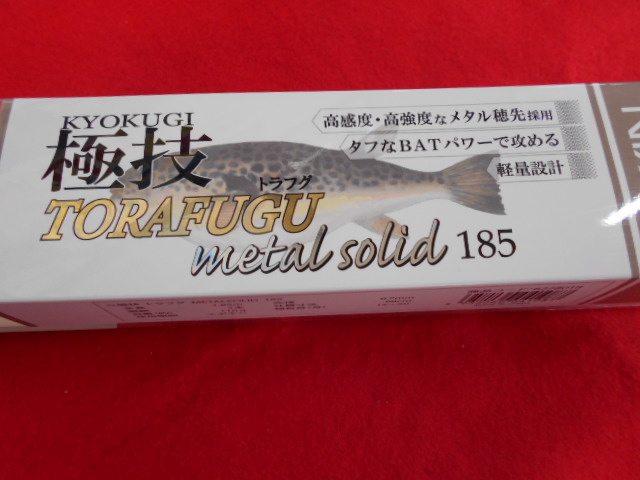 KYOKUGI
極技
トラフグ
TORAFUGU
metal solid 185
高感度・高強度なメタル穂先採用
タフなBATパワーで攻める
軽量設計